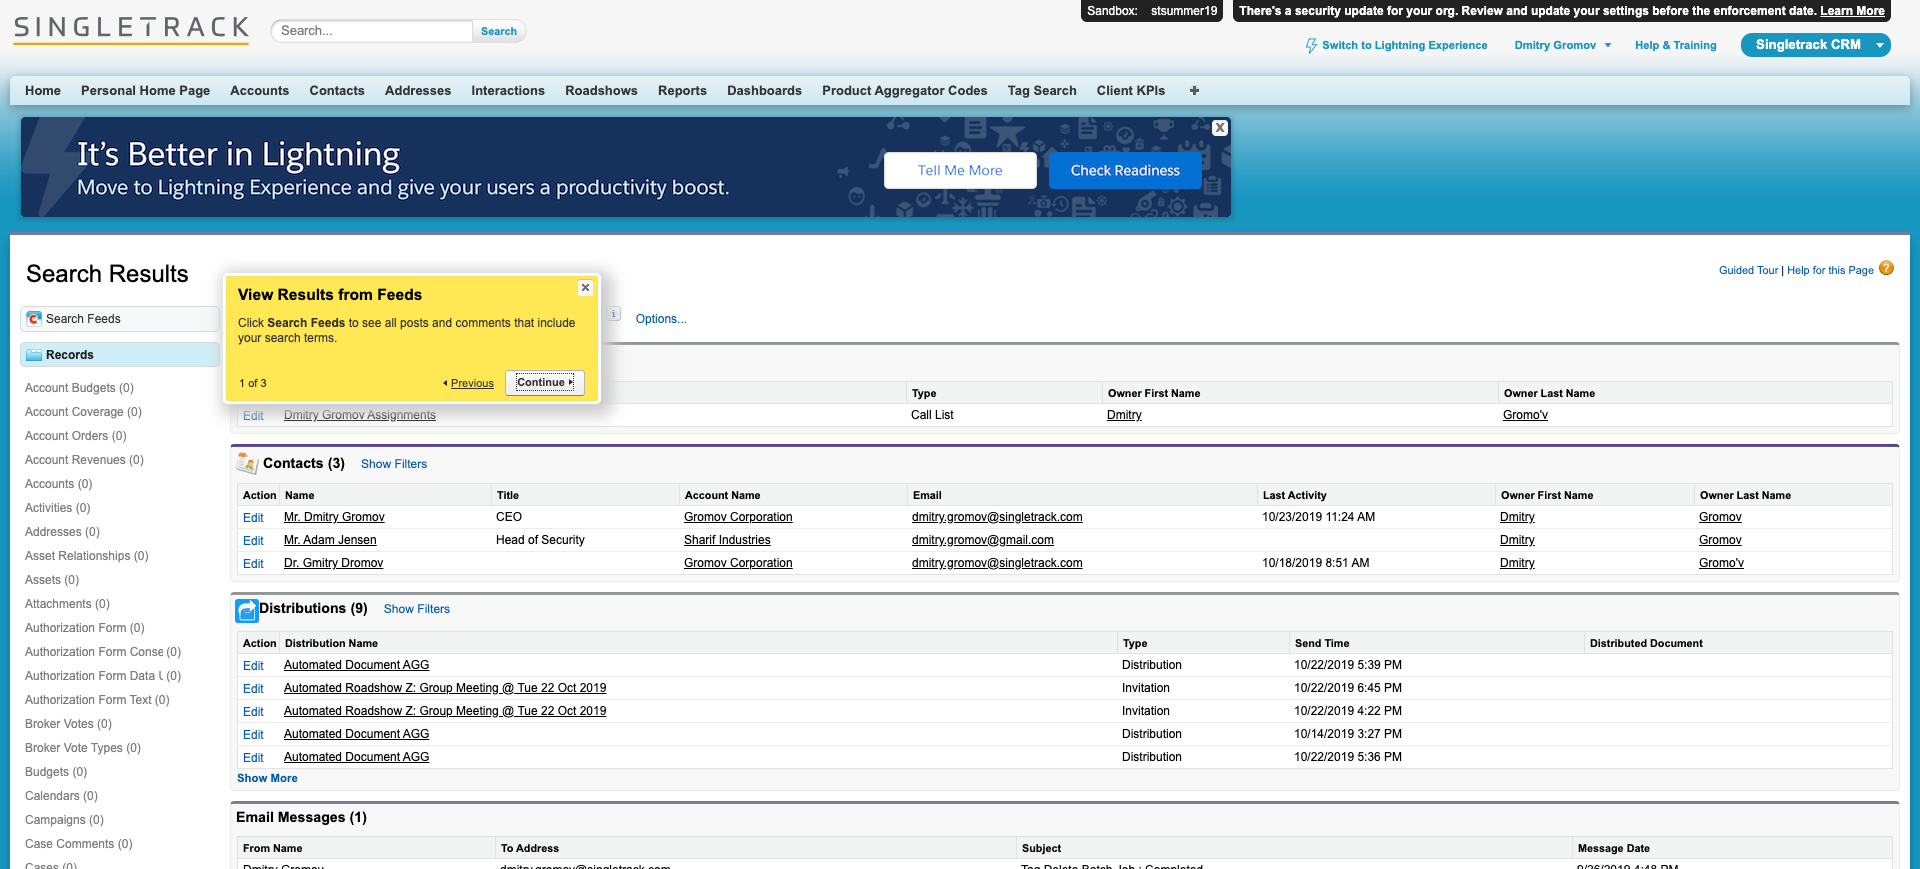 Sandbox: stsummer19
There's a security update for your org. Review and update your settings before the enforcement date. Learn More
SINGLETRACK
Search...
Search
Switch to Lightning Experience
Dmitry Gromov
Help & Training
Singletrack CRM
Home Personal Home Page Accounts Contacts Addresses Interactions Roadshows Reports Dashboards Product Aggregator Codes Tag Search Client KPIs +
It's Better in Lightning
Move to Lightning Experience and give your users a productivity boost.
Tell Me More
Check Readiness
X
Search Results
Guided Tour | Help for this Page ?
Search Feeds
Records
Account Budgets (0)
Account Coverage (0)
Account Orders (0)
Account Revenues (0)
Accounts (0)
Activities (0)
Addresses (0)
Asset Relationships (0)
Assets (0)
Attachments (0)
Authorization Form (0)
Authorization Form Conse (0)
Authorization Form Data U (0)
Authorization Form Text (0)
Broker Votes (0)
Broker Vote Types (0)
Budgets (0)
Calendars (0)
Campaigns (0)
Case Comments (0)
Cases (0)
View Results from Feeds
Click Search Feeds to see all posts and comments that include
your search terms.
1 of 3
Previous
Continue
i
Options...
Type Owner First Name Owner Last Name
Edit Dmitry Gromov Assignments Call List Dmitry Gromo'v
Contacts (3) Show Filters
Action Name Title Account Name Email Last Activity Owner First Name Owner Last Name
Edit Mr. Dmitry Gromov CEO Gromov Corporation dmitry.gromov@singletrack.com 10/23/2019 11:24 AM Dmitry Gromov
Edit Mr. Adam Jensen Head of Security Sharif Industries dmitry.gromov@gmail.com Dmitry Gromov
Edit Dr. Gmitry Dromov Gromov Corporation dmitry.gromov@singletrack.com 10/18/2019 8:51 AM Dmitry Gromo'v
Distributions (9) Show Filters
Action Distribution Name Type Send Time Distributed Document
Edit Automated Document AGG Distribution 10/22/2019 5:39 PM
Edit Automated Roadshow Z: Group Meeting @ Tue 22 Oct 2019 Invitation 10/22/2019 6:45 PM
Edit Automated Roadshow Z: Group Meeting @ Tue 22 Oct 2019 Invitation 10/22/2019 4:22 PM
Edit Automated Document AGG Distribution 10/14/2019 3:27 PM
Edit Automated Document AGG Distribution 10/22/2019 5:36 PM
Show More
Email Messages (1)
From Name To Address Subject Message Date
Dmitry Gromov dmitry.gromov@singletrack.com Tag Delete Batch Job : Completed 9/26/2019 4:48 PM